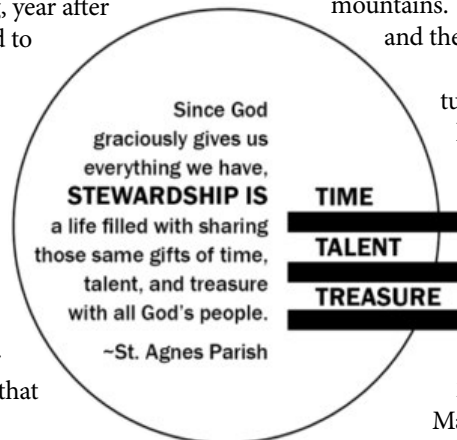 year after
mountains.
to
and the
Since God
graciously gives us
everything we have,
STEWARDSHIP IS
a life filled with sharing
those same gifts of time,
talent, and treasure
with all God's people.
~St. Agnes Parish
TIME
TALENT
TREASURE
that